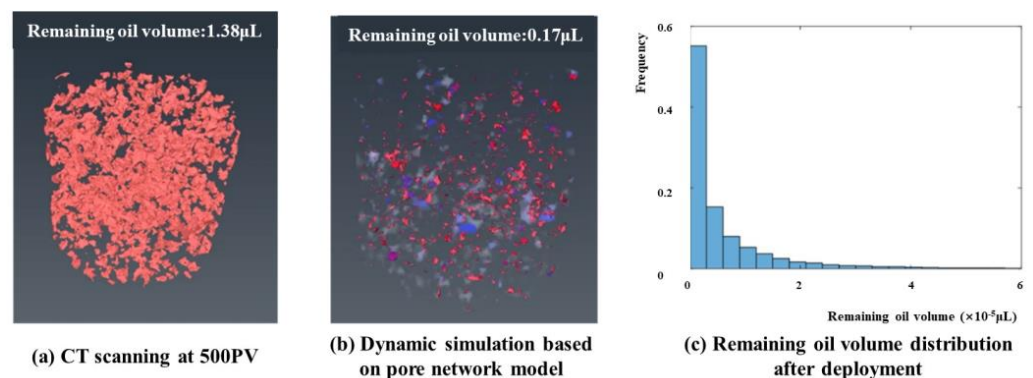 Remaining oil volume:1.38μL
(a) CT scanning at 500PV
Remaining oil volume:0.17μL
(b) Dynamic simulation based
on pore network model
Frequency
0.6
0.4
0.2
0
0
2
4
6
Remaining oil volume (×10⁻⁵μL)
(c) Remaining oil volume distribution
after deployment